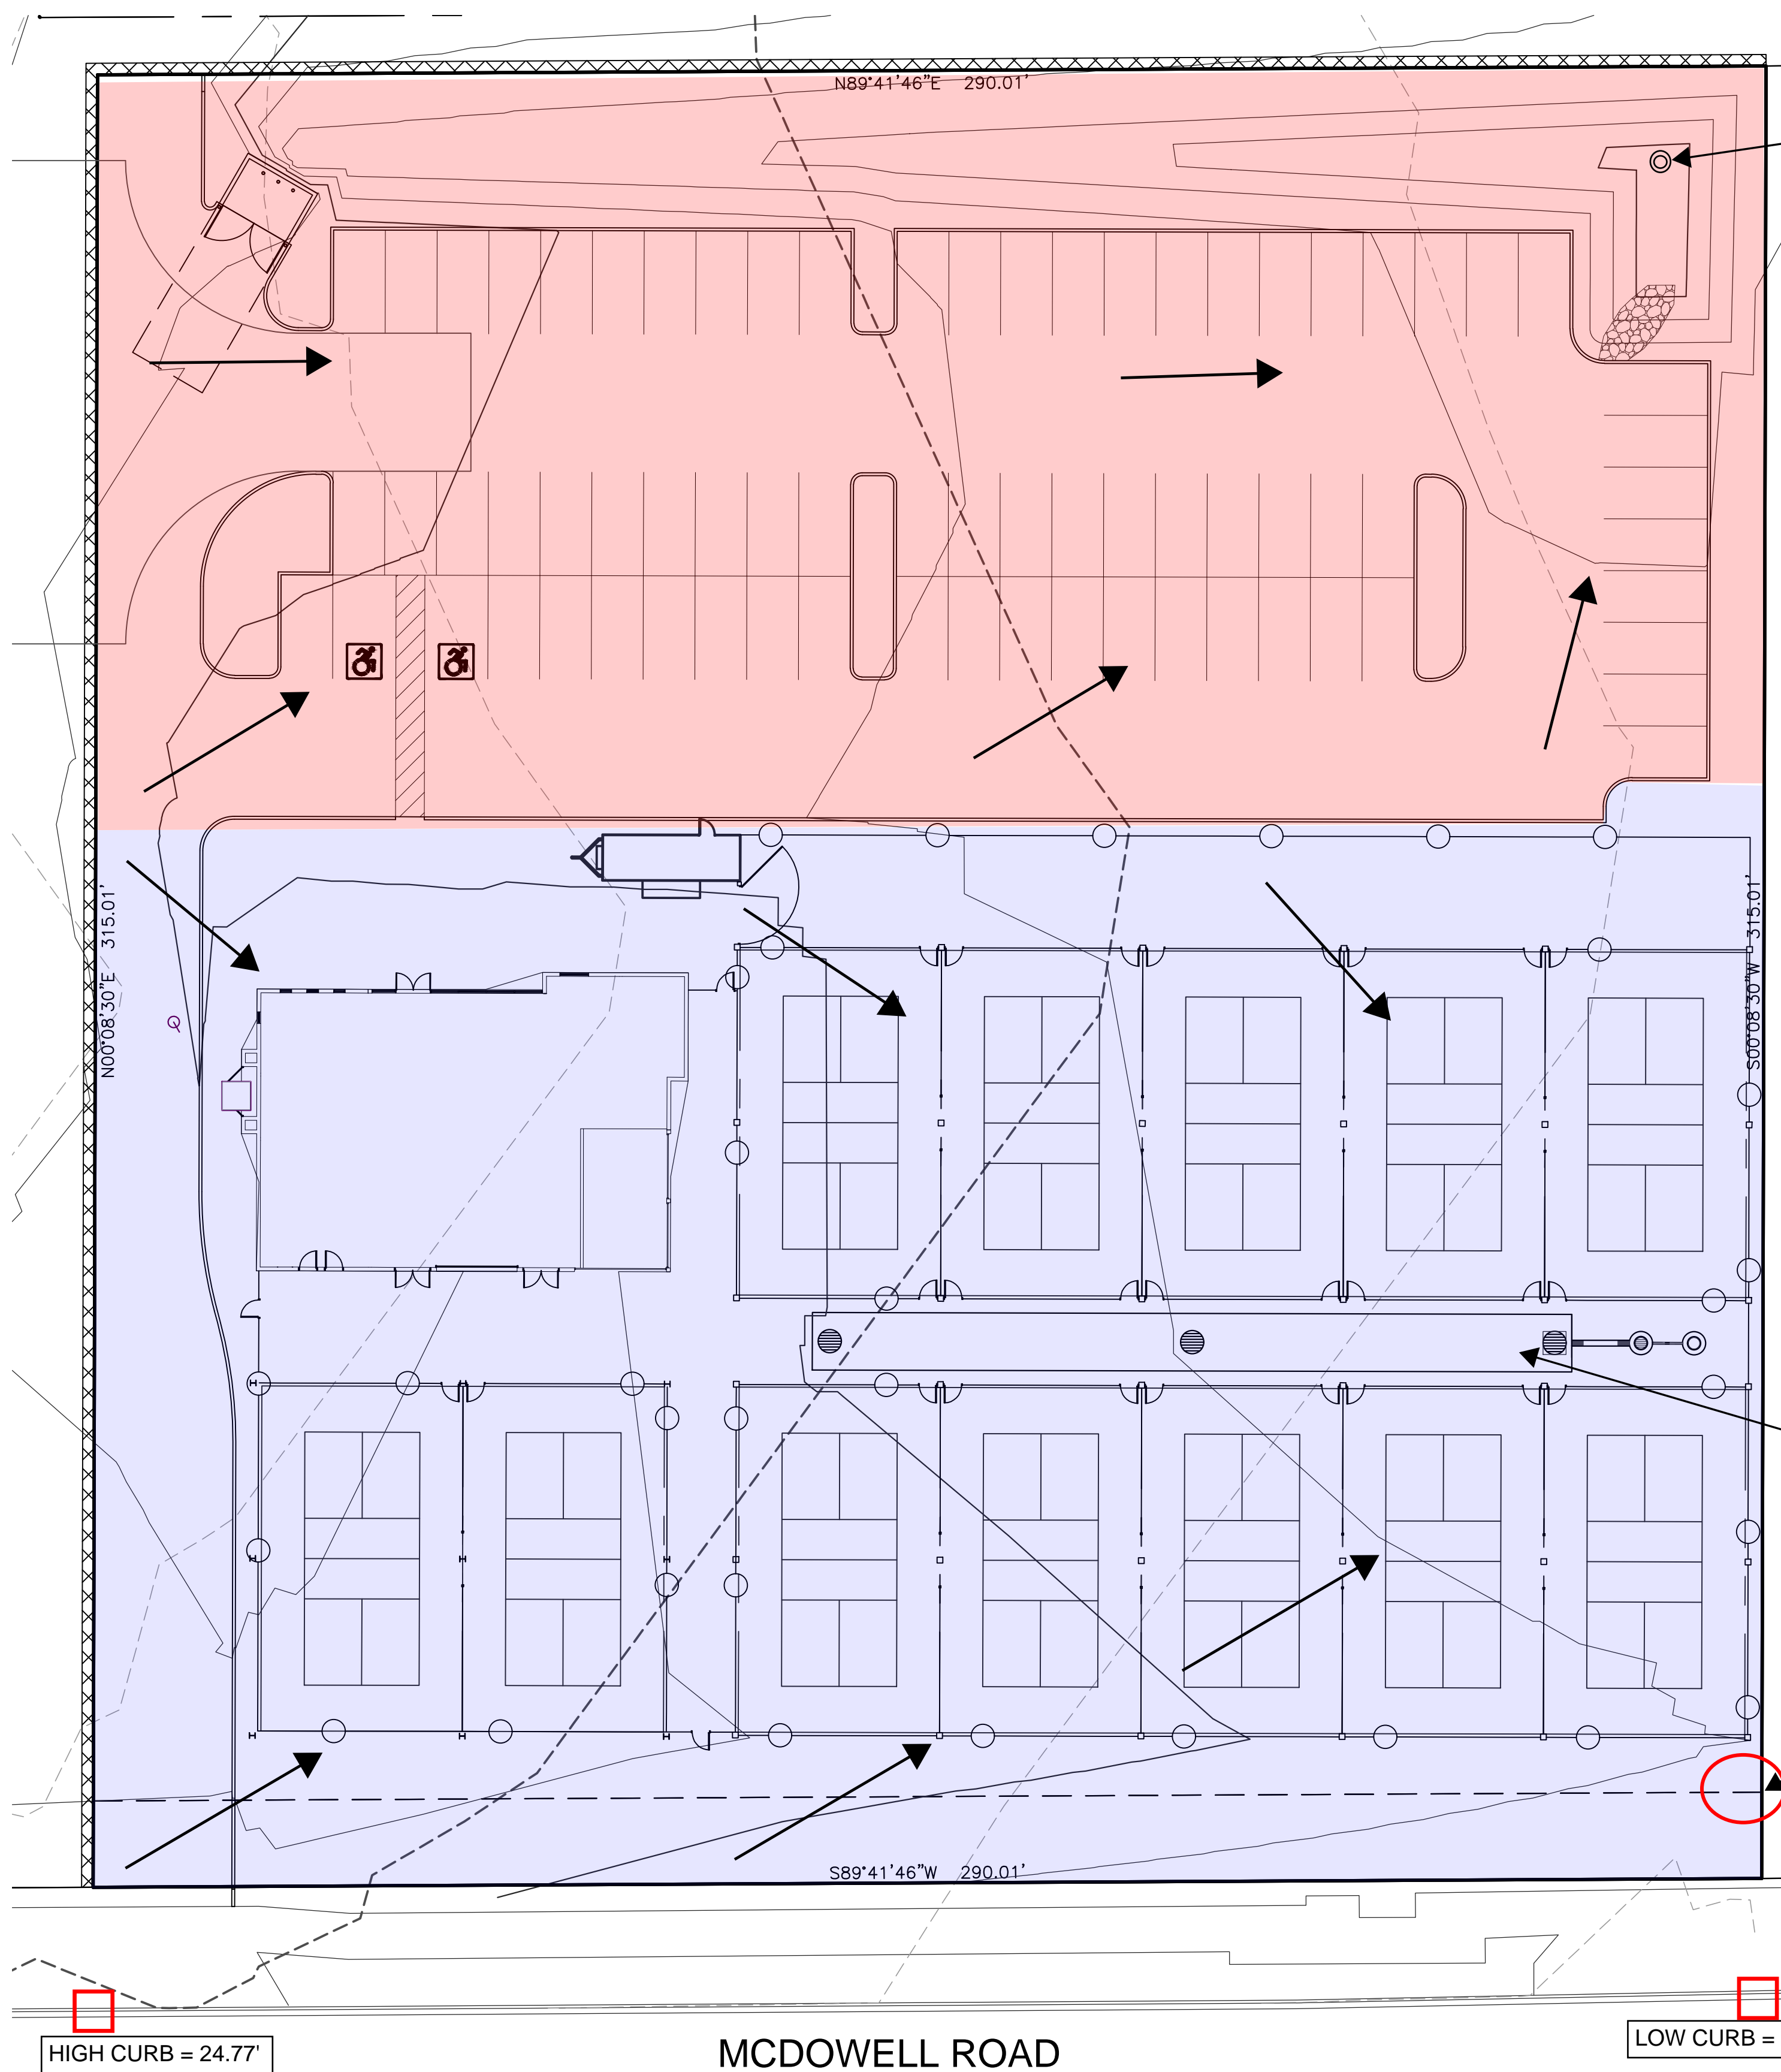 N89°41'46"E 290.01'
N00°08'30"E 315.01'
S00°08'30"W 315.01'
S89°41'46"W 290.01'
HIGH CURB = 24.77'
MCDOWELL ROAD
LOW CURB =